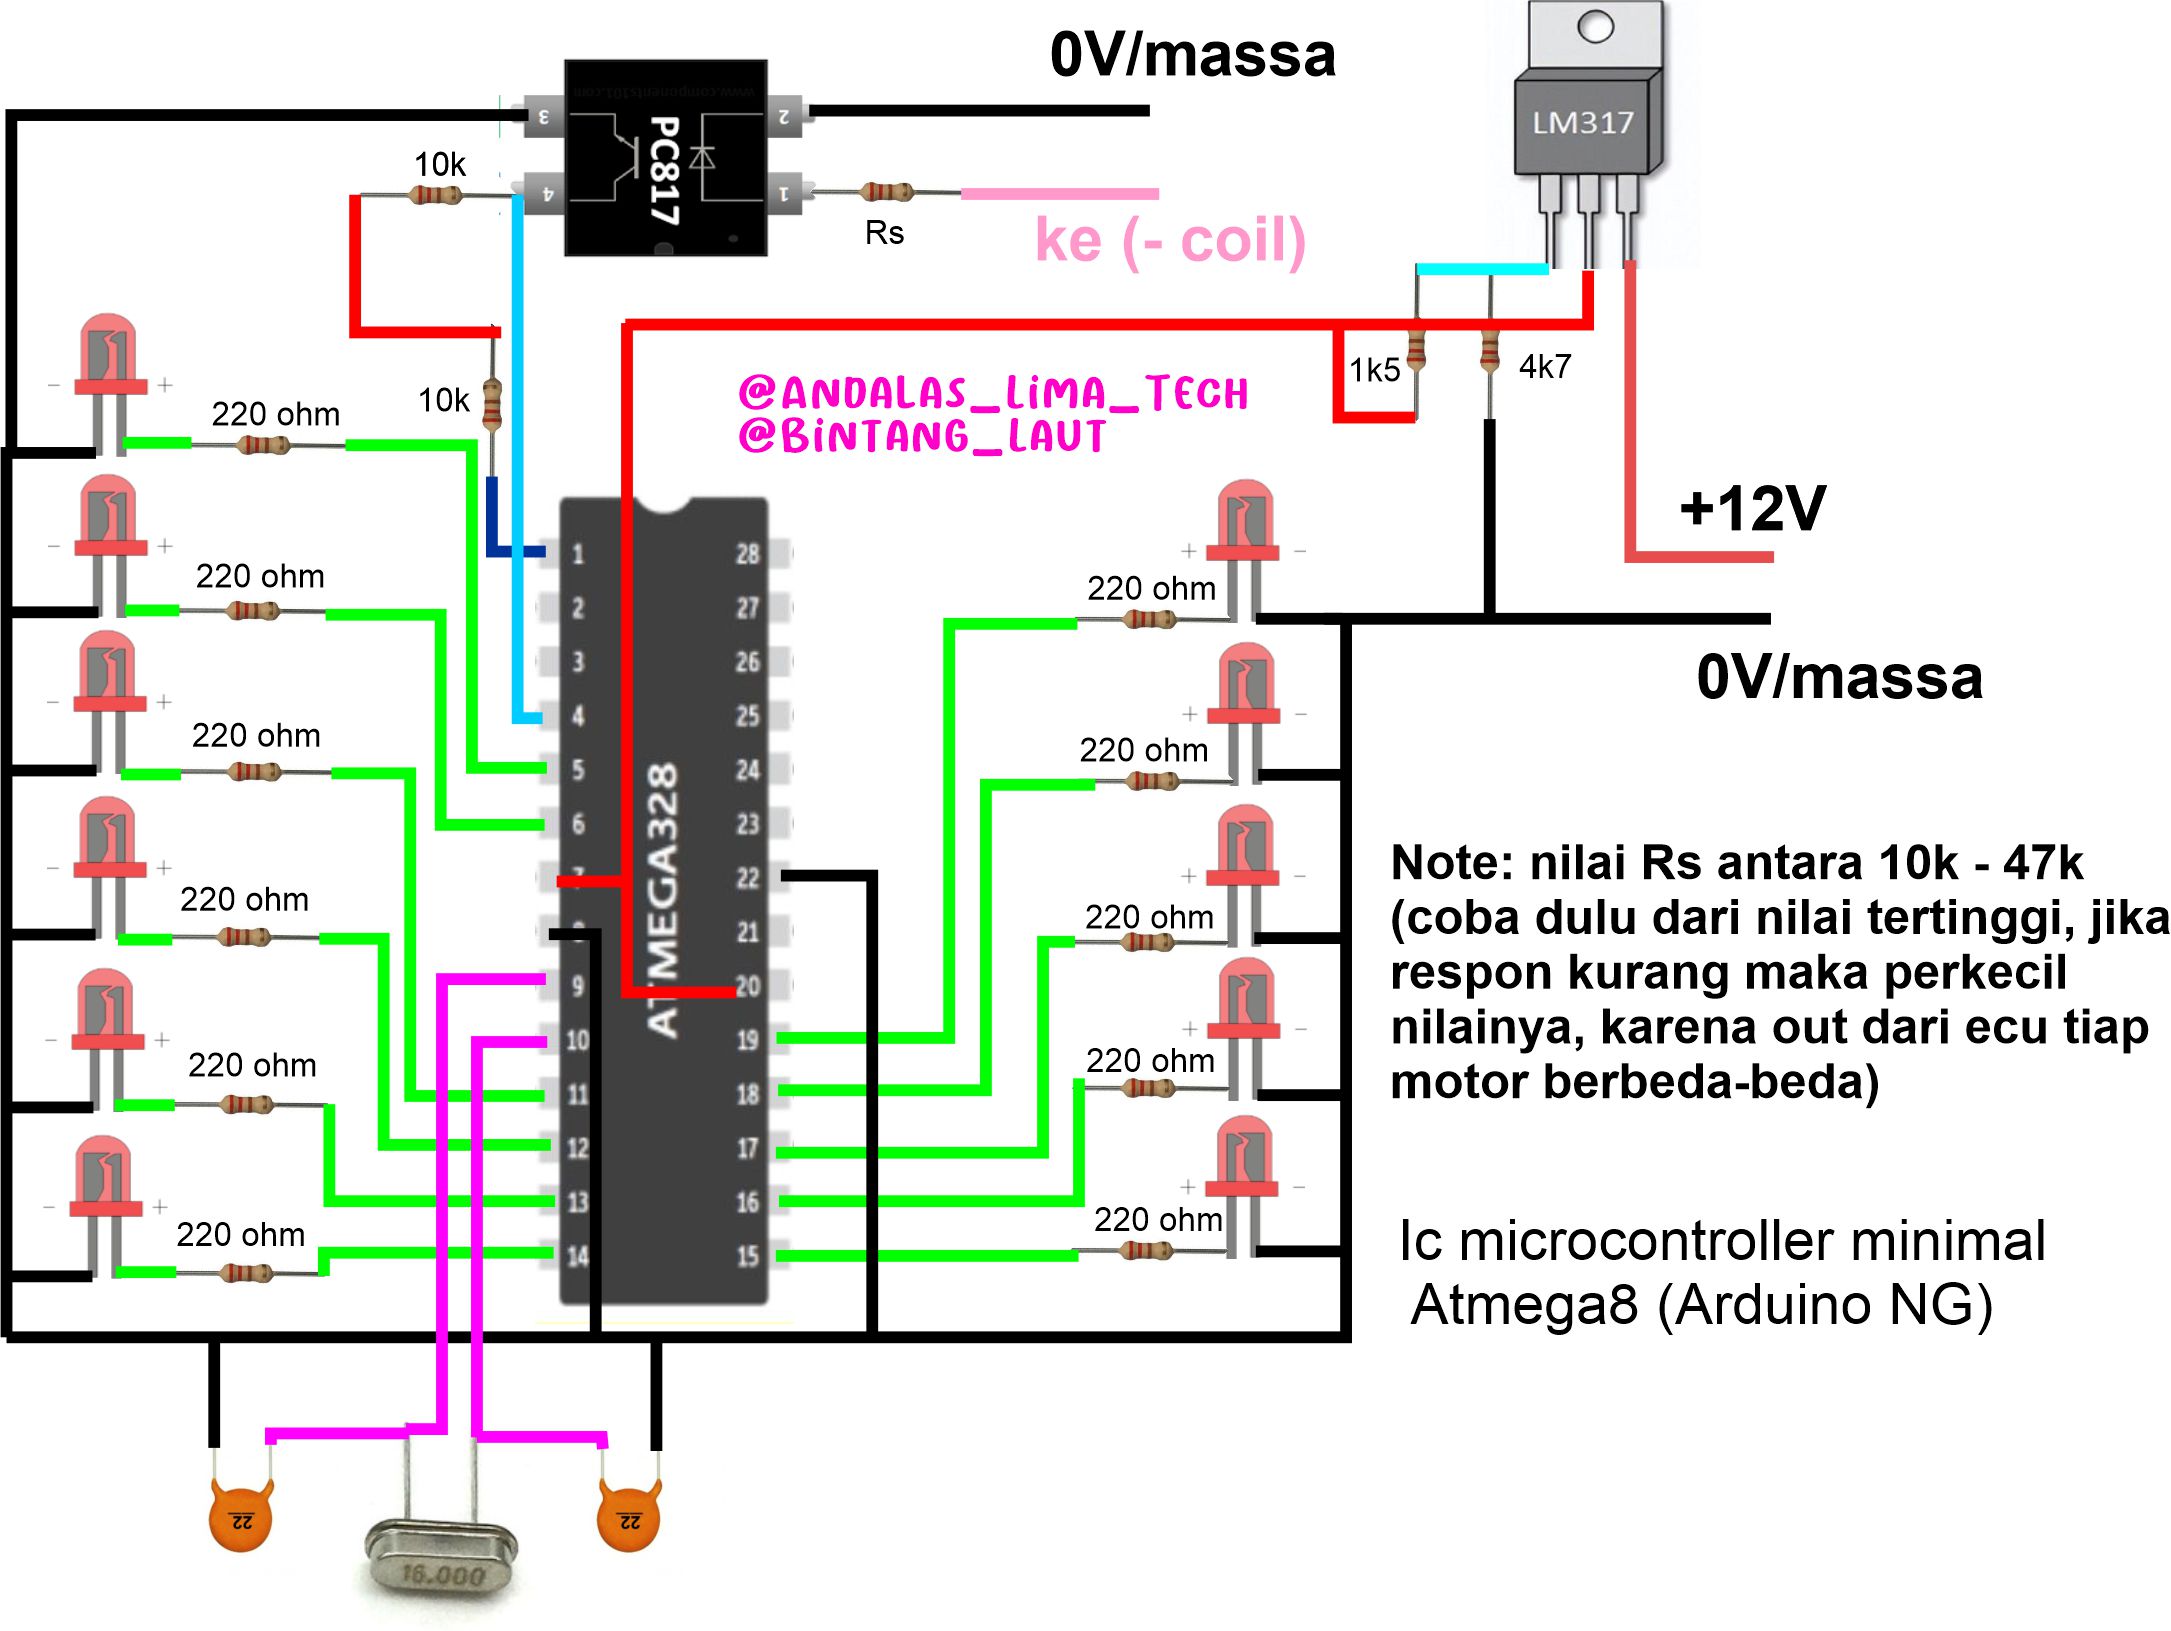 0V/massa
www.components101.com
LM317
3
2
PC817
10k
4
1
Rs
ke (- coil)
1k5
4k7
@ANDALAS_LiMA_TECH
@BiNTANG_LAUT
10k
- +
220 ohm
+12V
- +
220 ohm
- +
220 ohm
- +
220 ohm
- +
220 ohm
- +
220 ohm
+ -
220 ohm
0V/massa
+ -
220 ohm
+ -
220 ohm
+ -
220 ohm
+ -
220 ohm
ATMEGA328
1 28
2 27
3 26
4 25
5 24
6 23
7 22
8 21
9 20
10 19
11 18
12 17
13 16
14 15
Note: nilai Rs antara 10k - 47k
(coba dulu dari nilai tertinggi, jika
respon kurang maka perkecil
nilainya, karena out dari ecu tiap
motor berbeda-beda)
Ic microcontroller minimal
Atmega8 (Arduino NG)
22
22
16.000